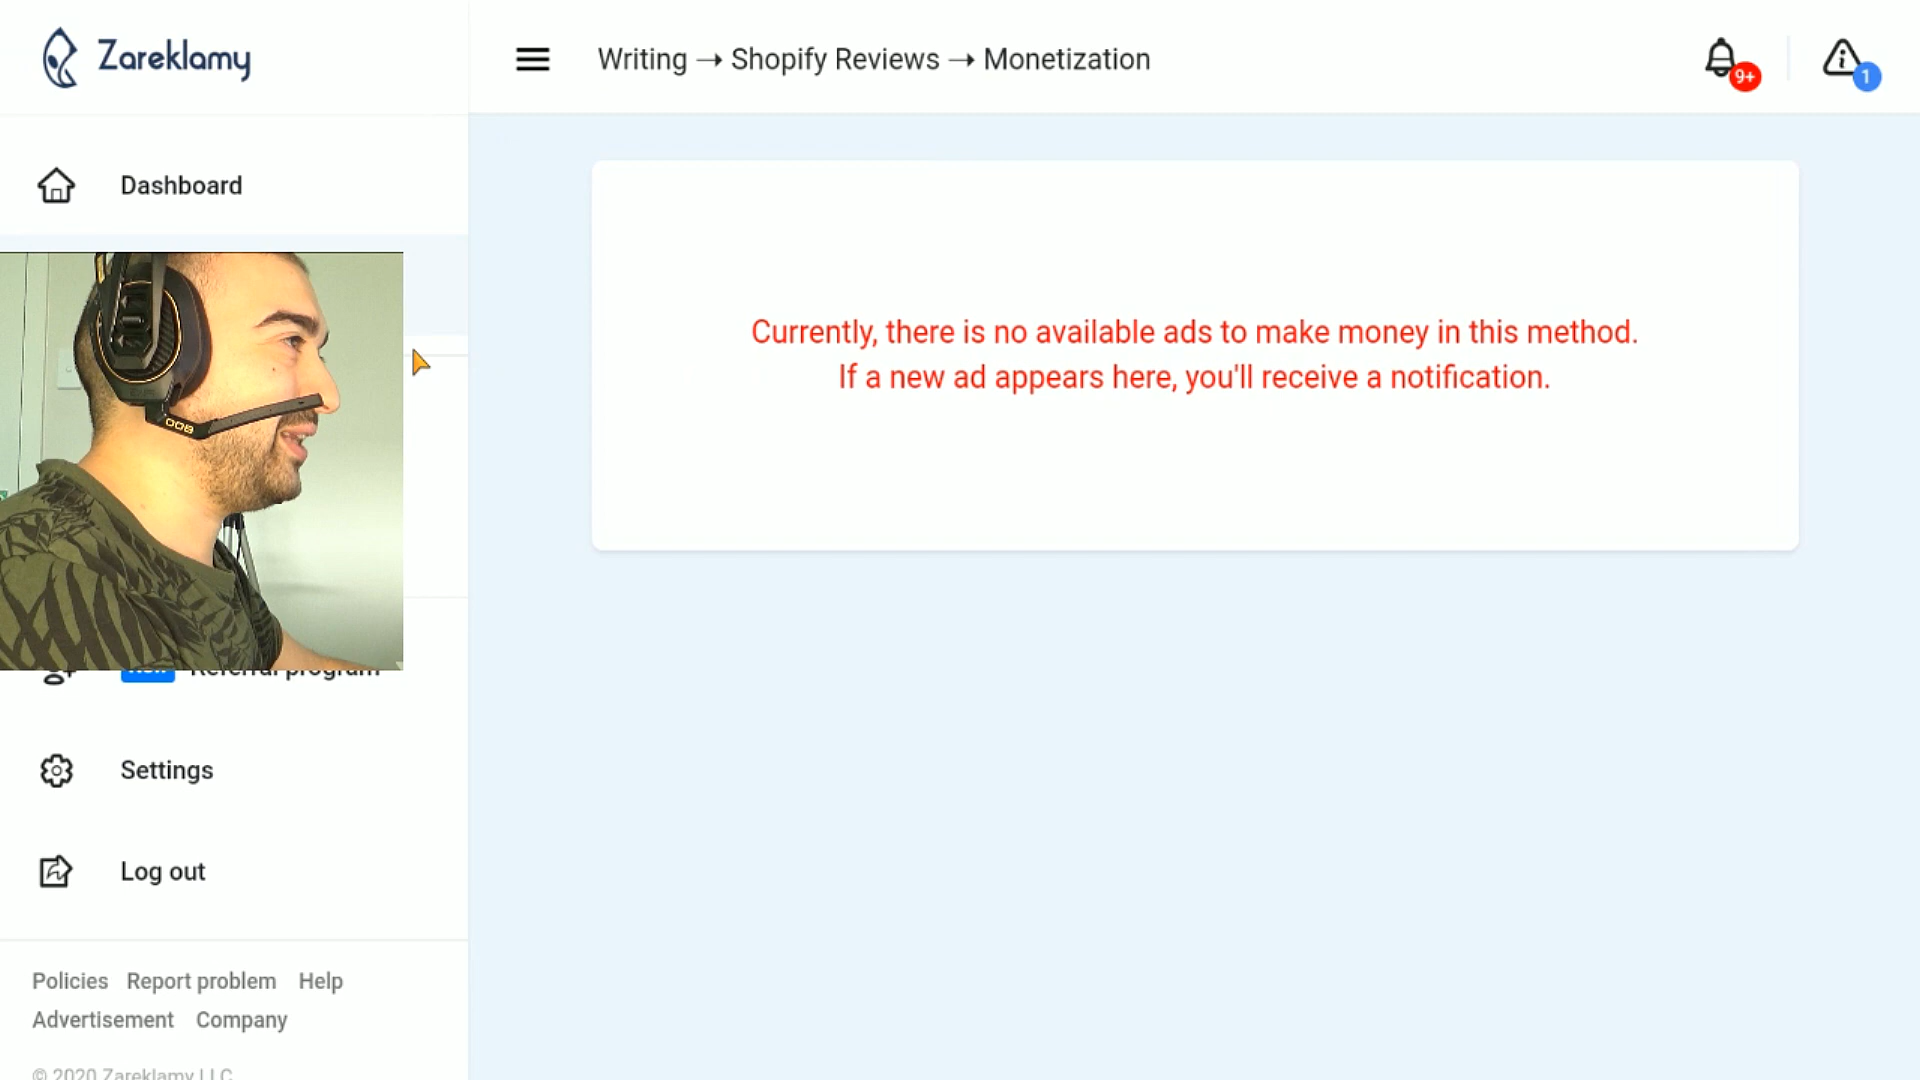 Zareklamy
Writing → Shopify Reviews → Monetization
9+
1
Dashboard
Currently, there is no available ads to make money in this method.
If a new ad appears here, you'll receive a notification.
Referral program
Settings
Log out
Policies Report problem Help
Advertisement Company
© 2020 Zareklamy LLC